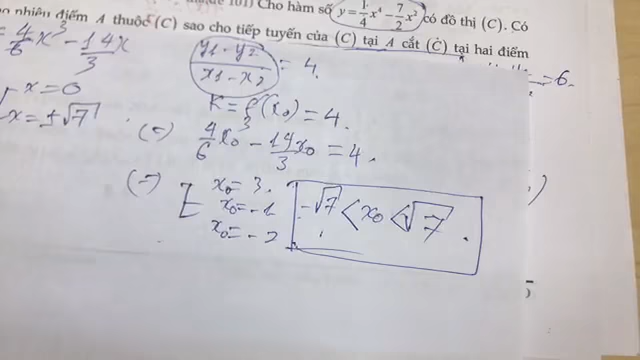 101) Cho hàm số y = 1/4 x⁴ − 7/2 x² có đồ thị (C). Có
nhiêu điểm A thuộc (C) sao cho tiếp tuyến của (C) tại A cắt (C) tại hai điểm
= 4/6 x³ − 14x/3
(y1 − y2)/(x1 − x2) = 4.
= 6.
x = 0
x = ±√7
K = f'(x₀) = 4.
(=) 4/6 x₀³ − 14/3 x₀ = 4.
(=) [ x₀ = 3.
x₀ = −1
x₀ = −2
−√7 < x₀ < √7.